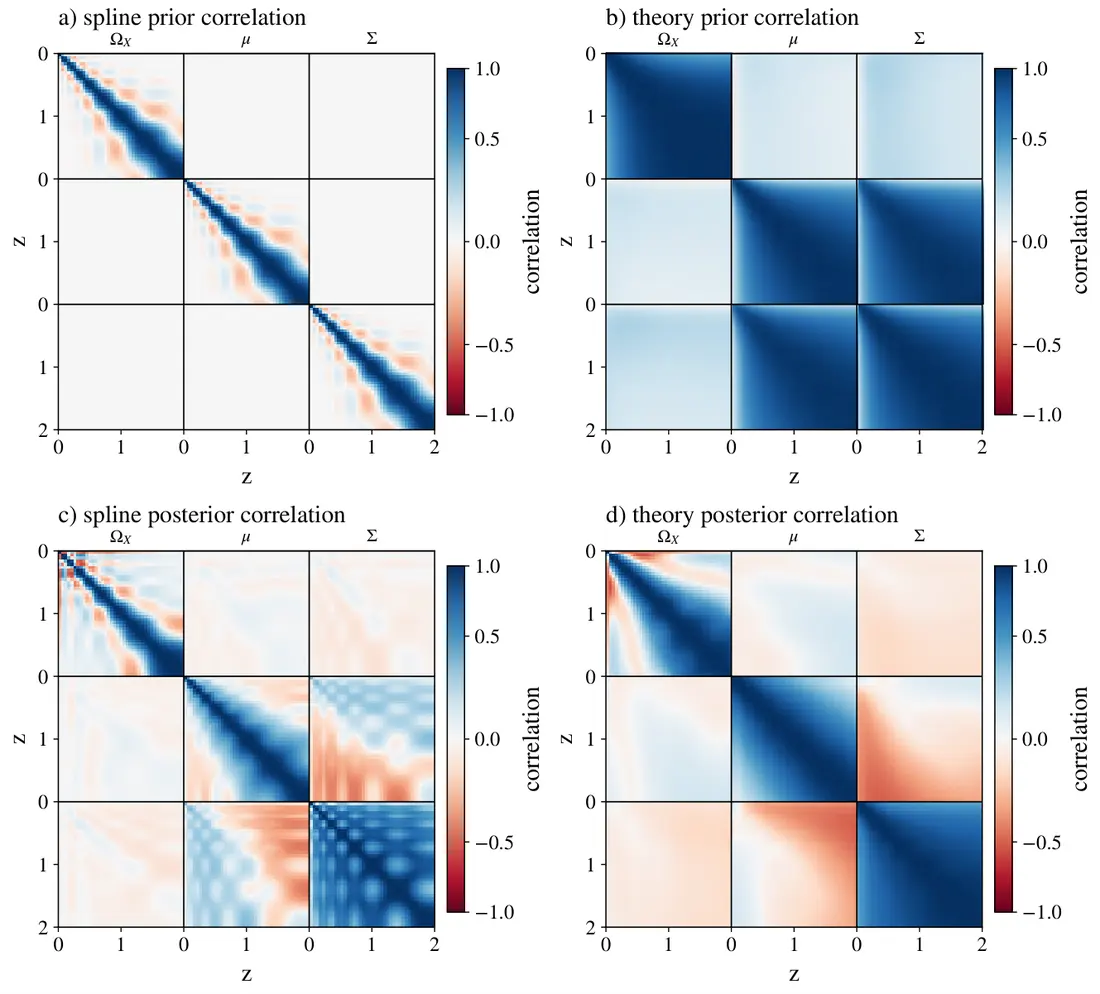 a) spline prior correlation
Ω_X μ Σ
0
1
0
1
0
1
2
0 1 0 1 0 1 2
z
z
1.0
0.5
0.0
−0.5
−1.0
correlation
b) theory prior correlation
Ω_X μ Σ
0
1
0
1
0
1
2
0 1 0 1 0 1 2
z
z
1.0
0.5
0.0
−0.5
−1.0
correlation
c) spline posterior correlation
Ω_X μ Σ
0
1
0
1
0
1
2
0 1 0 1 0 1 2
z
z
1.0
0.5
0.0
−0.5
−1.0
correlation
d) theory posterior correlation
Ω_X μ Σ
0
1
0
1
0
1
2
0 1 0 1 0 1 2
z
z
1.0
0.5
0.0
−0.5
−1.0
correlation